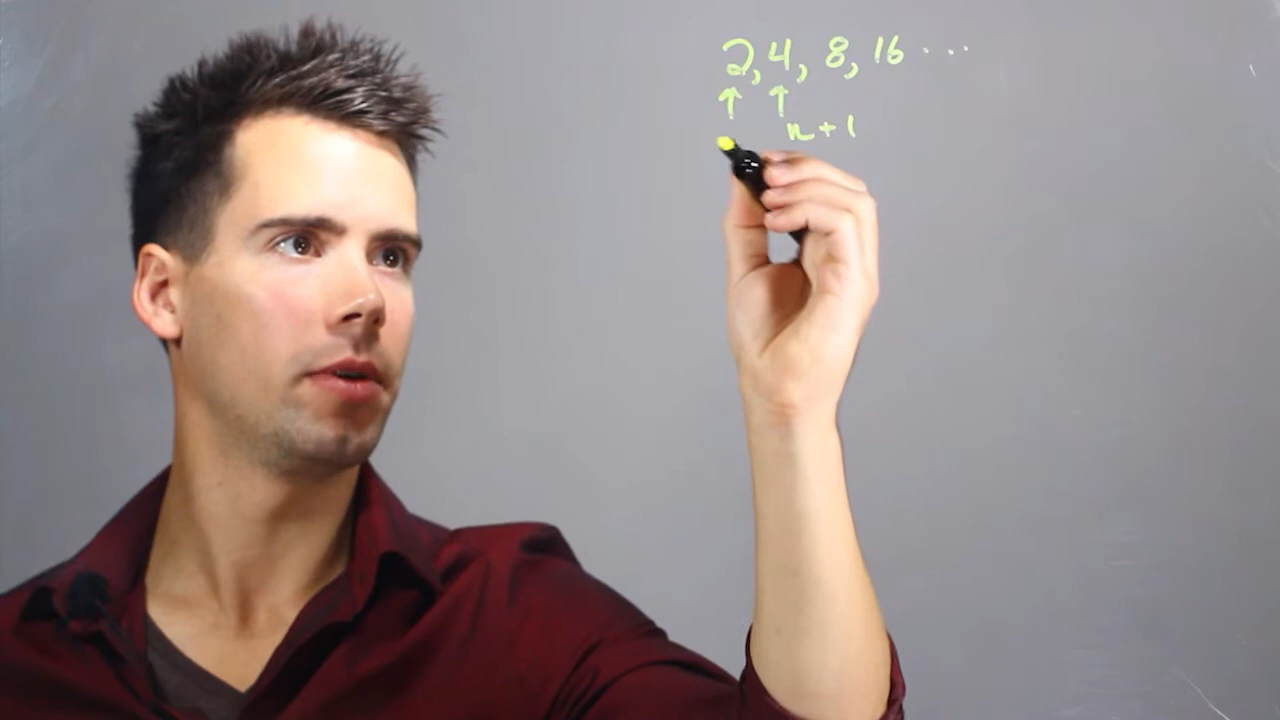 2, 4, 8, 16 ...
↑ ↑
n + 1